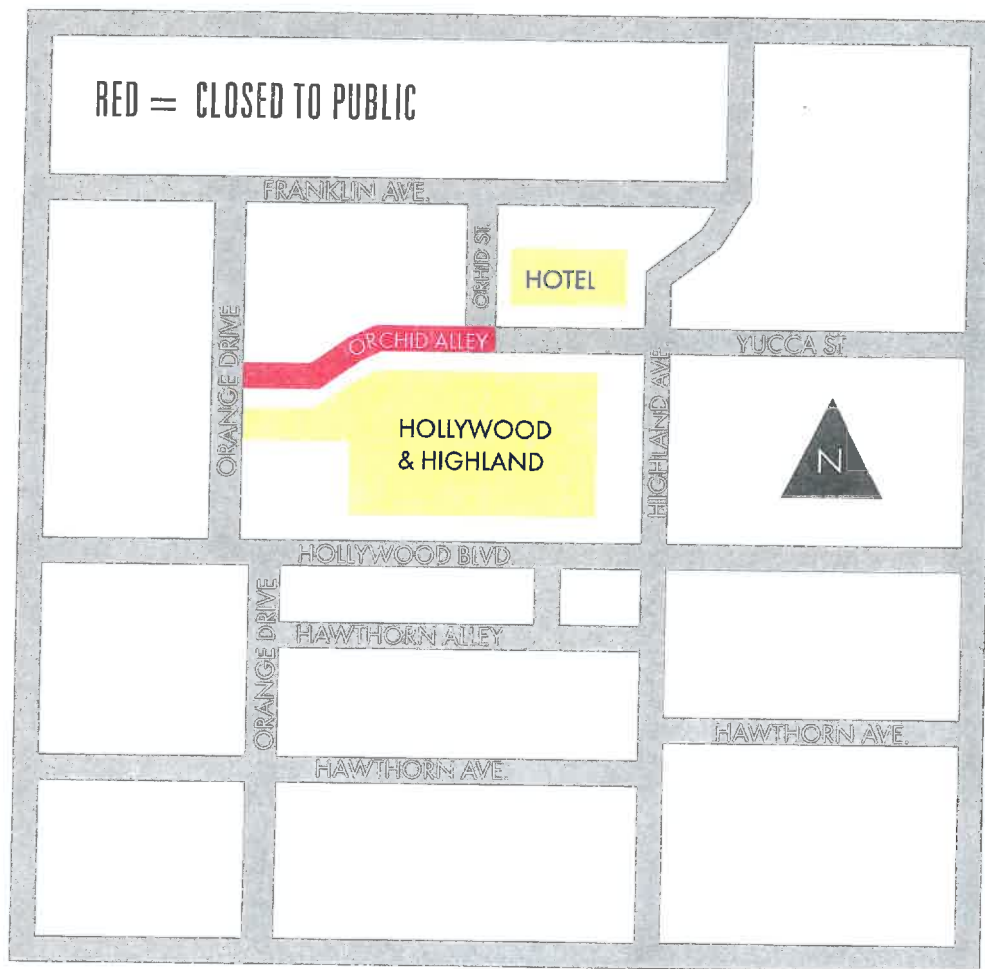 RED = CLOSED TO PUBLIC
FRANKLIN AVE.
ORHID ST.
HOTEL
ORCHID ALLEY
YUCCA ST
ORANGE DRIVE
HOLLYWOOD
& HIGHLAND
HIGHLAND AVE
N
HOLLYWOOD BLVD.
ORANGE DRIVE
HAWTHORN ALLEY
HAWTHORN AVE.
HAWTHORN AVE.